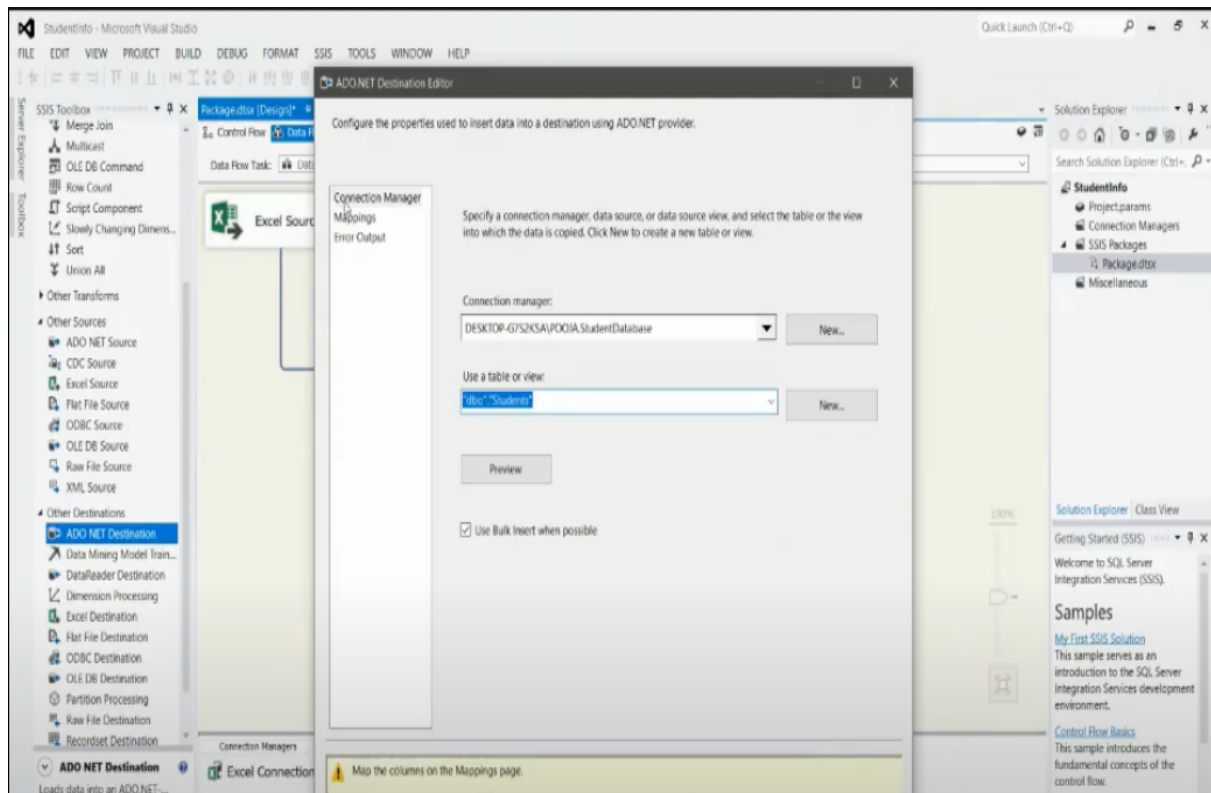 StudentInfo - Microsoft Visual Studio
Quick Launch (Ctrl+Q)
FILE EDIT VIEW PROJECT BUILD DEBUG FORMAT SSIS TOOLS WINDOW HELP
Server Explorer
Toolbox
SSIS Toolbox
Merge Join
Multicast
OLE DB Command
Row Count
Script Component
Slowly Changing Dimens...
Sort
Union All
Other Transforms
Other Sources
ADO NET Source
CDC Source
Excel Source
Flat File Source
ODBC Source
OLE DB Source
Raw File Source
XML Source
Other Destinations
ADO NET Destination
Data Mining Model Train...
DataReader Destination
Dimension Processing
Excel Destination
Flat File Destination
ODBC Destination
OLE DB Destination
Partition Processing
Raw File Destination
Recordset Destination
ADO NET Destination
Loads data into an ADO.NET-...
Package.dtsx [Design]*
Control Flow Data F
Data Flow Task: Data
Excel Sourc
Connection Managers
Excel Connection
ADO.NET Destination Editor
Configure the properties used to insert data into a destination using ADO.NET provider.
Connection Manager
Mappings
Error Output
Specify a connection manager, data source, or data source view, and select the table or the view
into which the data is copied. Click New to create a new table or view.
Connection manager:
DESKTOP-G7S2K5A\POOJA.StudentDatabase
New...
Use a table or view:
"dbo"."Students"
New...
Preview
Use Bulk Insert when possible
Map the columns on the Mappings page.
100%
Solution Explorer
Search Solution Explorer (Ctrl+;
StudentInfo
Project.params
Connection Managers
SSIS Packages
Package.dtsx
Miscellaneous
Solution Explorer Class View
Getting Started (SSIS)
Welcome to SQL Server
Integration Services (SSIS).
Samples
My First SSIS Solution
This sample serves as an
introduction to the SQL Server
Integration Services development
environment.
Control Flow Basics
This sample introduces the
fundamental concepts of the
control flow.